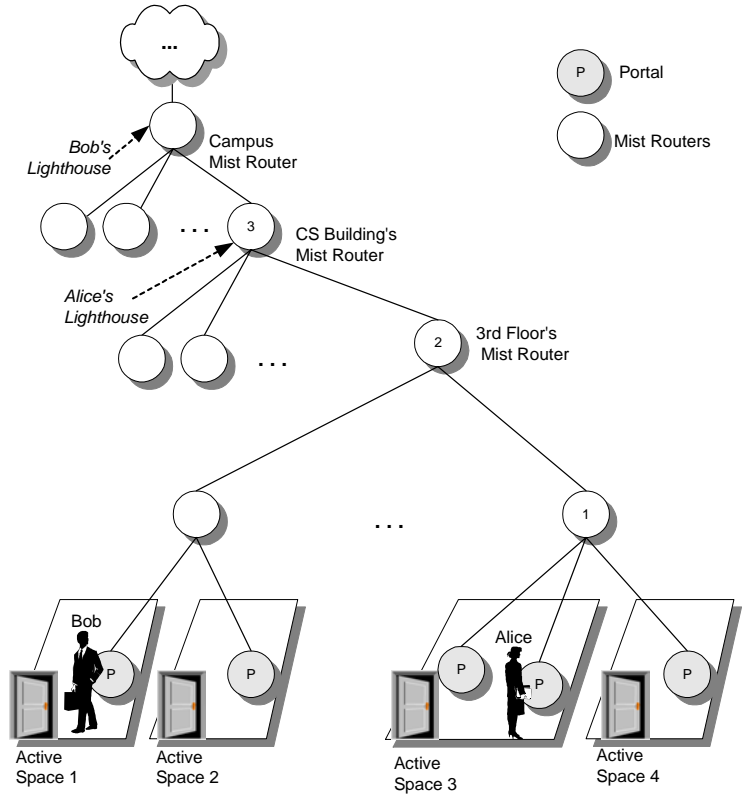 ...
P
Portal
Mist Routers
Bob's
Lighthouse
Campus
Mist Router
...
3
CS Building's
Mist Router
Alice's
Lighthouse
...
2
3rd Floor's
Mist Router
1
...
Bob
Alice
P
P
P
P
P
Active
Space 1
Active
Space 2
Active
Space 3
Active
Space 4